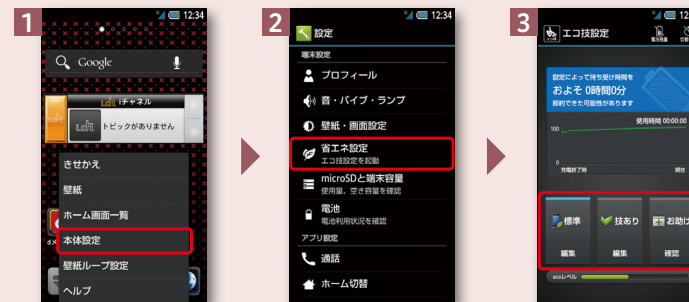 1
12:34
Google
iチャネル
トピックがありません
きせかえ
壁紙
ホーム画面一覧
本体設定
壁紙ループ設定
ヘルプ
2
12:34
設定
端末設定
プロフィール
音・バイブ・ランプ
壁紙・画面設定
省エネ設定
エコ技設定を起動
microSDと端末容量
使用量、空き容量を確認
電池
電池利用状況を確認
アプリ設定
通話
ホーム切替
3
エコ技設定
設定によって待ち受け時間を
およそ 0時間0分
節約できた可能性があります
使用時間 00:00:00
100
0
充電終了時
現在
標準
技あり
お助け
編集
編集
確認
ecoレベル